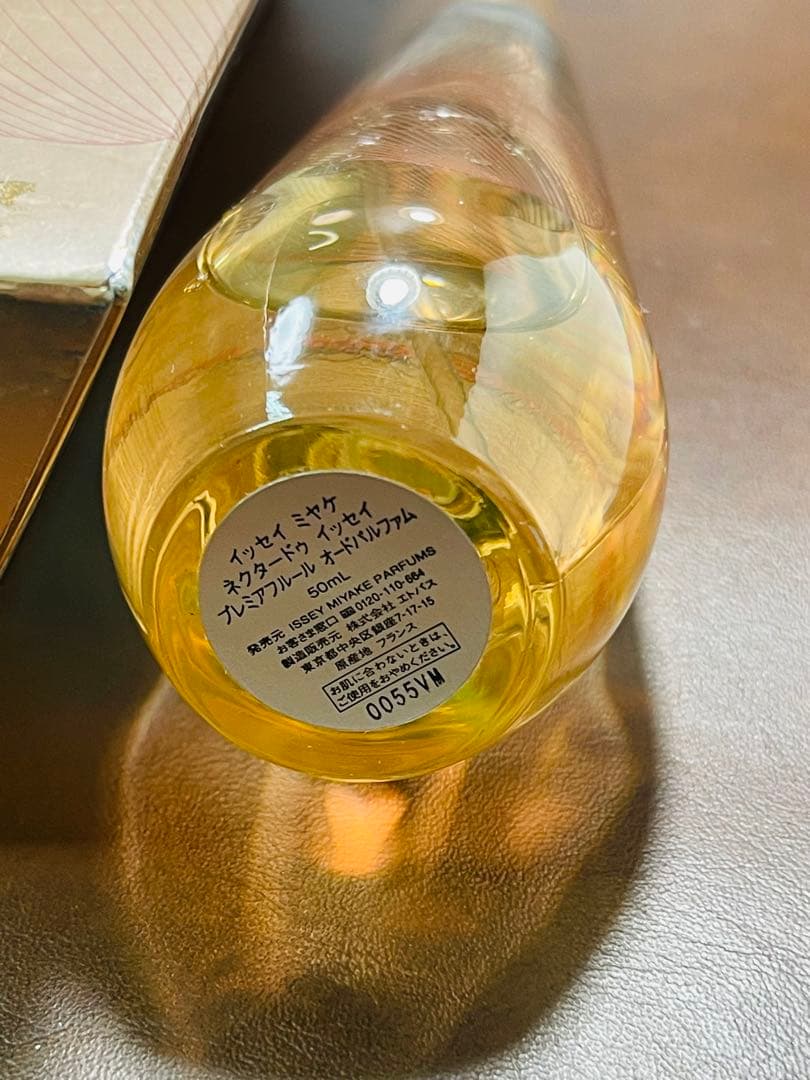 イッセイ ミヤケ
ネクタードゥ イッセイ
プレミアフルール オードパルファム
50mL
発売元 ISSEY MIYAKE PARFUMS
お客さま窓口 0120-110-664
製造販売元 株式会社 エトバス
東京都中央区銀座7-17-15
原産地 フランス
お肌に合わないときは、
ご使用をおやめください。
0055VM